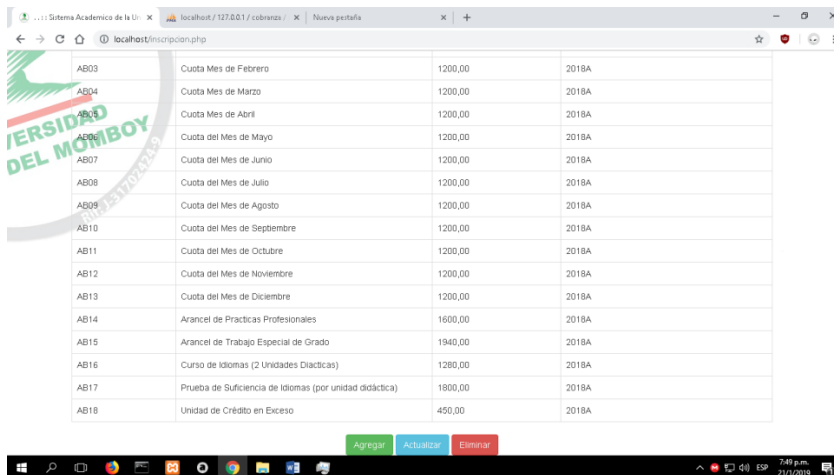 ..:: Sistema Academico de la Un
localhost / 127.0.0.1 / cobranza /
Nueva pestaña
localhost/inscripcion.php
AB03 Cuota Mes de Febrero 1200,00 2018A
AB04 Cuota Mes de Marzo 1200,00 2018A
AB05 Cuota Mes de Abril 1200,00 2018A
AB06 Cuota del Mes de Mayo 1200,00 2018A
AB07 Cuota del Mes de Junio 1200,00 2018A
AB08 Cuota del Mes de Julio 1200,00 2018A
AB09 Cuota del Mes de Agosto 1200,00 2018A
AB10 Cuota del Mes de Septiembre 1200,00 2018A
AB11 Cuota del Mes de Octubre 1200,00 2018A
AB12 Cuota del Mes de Noviembre 1200,00 2018A
AB13 Cuota del Mes de Diciembre 1200,00 2018A
AB14 Arancel de Practicas Profesionales 1600,00 2018A
AB15 Arancel de Trabajo Especial de Grado 1940,00 2018A
AB16 Curso de Idiomas (2 Unidades Diacticas) 1280,00 2018A
AB17 Prueba de Suficiencia de Idiomas (por unidad didáctica) 1800,00 2018A
AB18 Unidad de Crédito en Exceso 450,00 2018A
VERSIDAD
DEL MOMBOY
Rif: J-31702424-9
Agregar Actualizar Eliminar
ESP
7:49 p.m.
21/1/2019